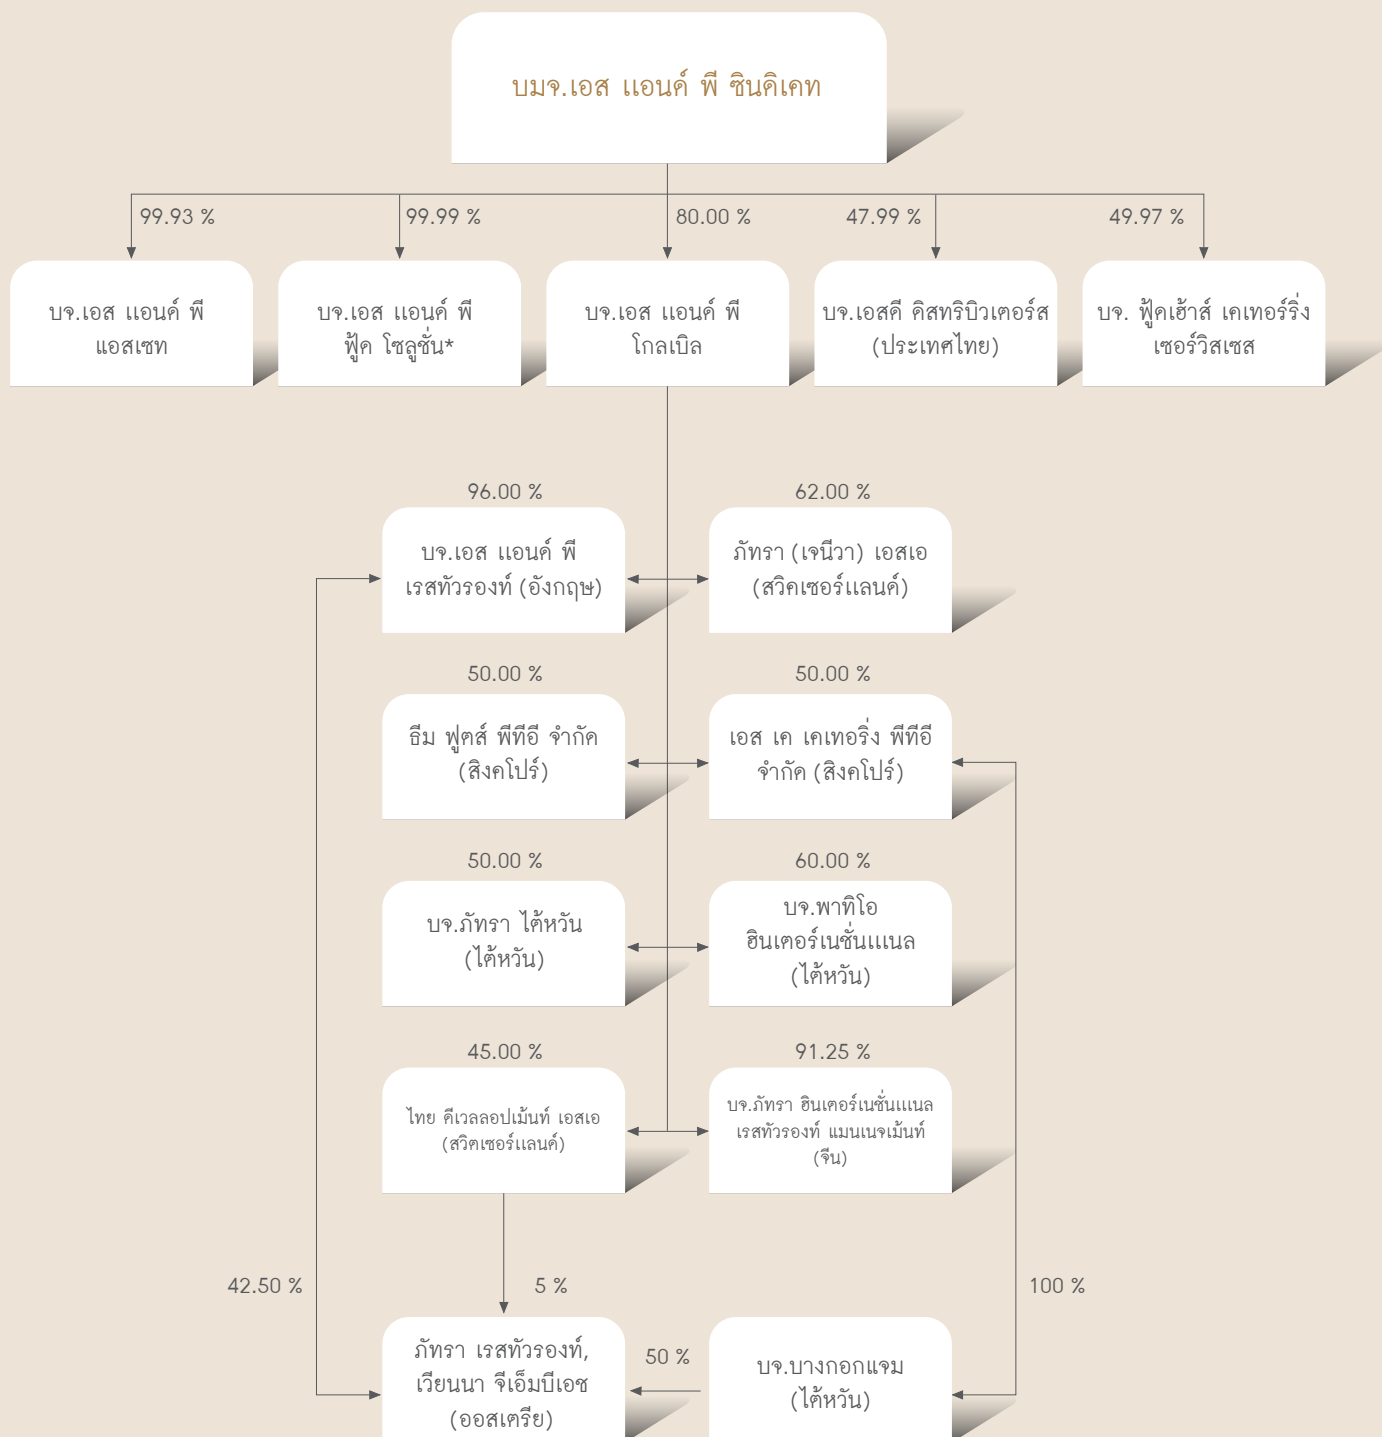 บมจ.เอส แอนด์ พี ซินดิเคท
99.93 %
99.99 %
80.00 %
47.99 %
49.97 %
บจ.เอส แอนด์ พี
แอสเซท
บจ.เอส แอนด์ พี
ฟู้ด โซลูชั่น*
บจ.เอส แอนด์ พี
โกลเบิล
บจ.เอสดี ดิสทริบิวเตอร์ส
(ประเทศไทย)
บจ. ฟู้ดเฮ้าส์ เคเทอร์ริ่ง
เซอร์วิสเซส
96.00 %
62.00 %
บจ.เอส แอนด์ พี
เรสทัวรองท์ (อังกฤษ)
ภัทรา (เจนีวา) เอสเอ
(สวิตเซอร์แลนด์)
50.00 %
50.00 %
ธีม ฟูตส์ พีทีอี จำกัด
(สิงคโปร์)
เอส เค เคเทอริ่ง พีทีอี
จำกัด (สิงคโปร์)
50.00 %
60.00 %
บจ.ภัทรา ไต้หวัน
(ไต้หวัน)
บจ.พาทิโอ
อินเตอร์เนชั่นแนล
(ไต้หวัน)
45.00 %
91.25 %
ไทย ดีเวลลอปเม้นท์ เอสเอ
(สวิตเซอร์แลนด์)
บจ.ภัทรา อินเตอร์เนชั่นแนล
เรสทัวรองท์ แมนเนจเม้นท์
(จีน)
42.50 %
5 %
100 %
ภัทรา เรสทัวรองท์,
เวียนนา จีเอ็มบีเอช
(ออสเตรีย)
50 %
บจ.บางกอกแจม
(ไต้หวัน)